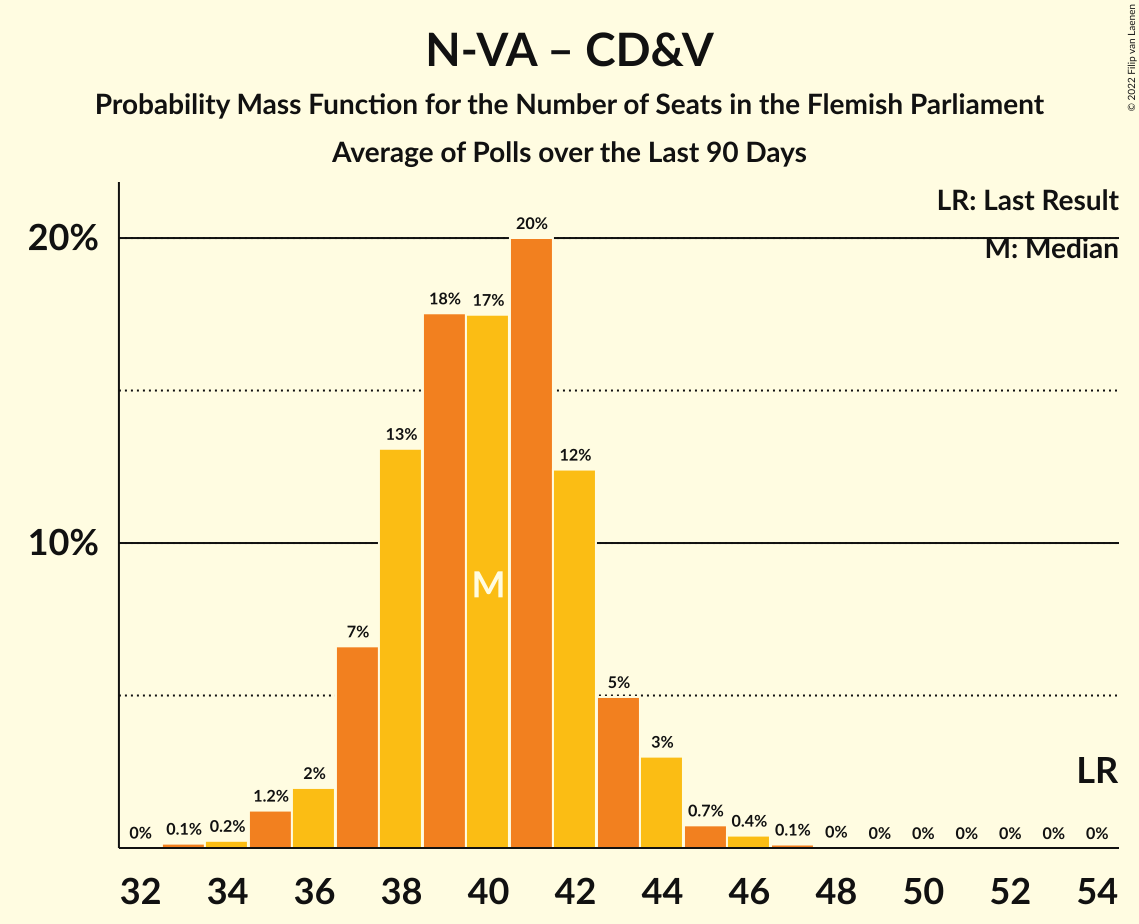 N-VA – CD&V
Probability Mass Function for the Number of Seats in the Flemish Parliament
Average of Polls over the Last 90 Days
© 2022 Filip van Laenen
LR: Last Result
M: Median
20%
10%
0%
0.1%
0.2%
1.2%
2%
7%
13%
18%
17%
20%
12%
5%
3%
0.7%
0.4%
0.1%
0%
0%
0%
0%
0%
0%
0%
M
LR
32 34 36 38 40 42 44 46 48 50 52 54